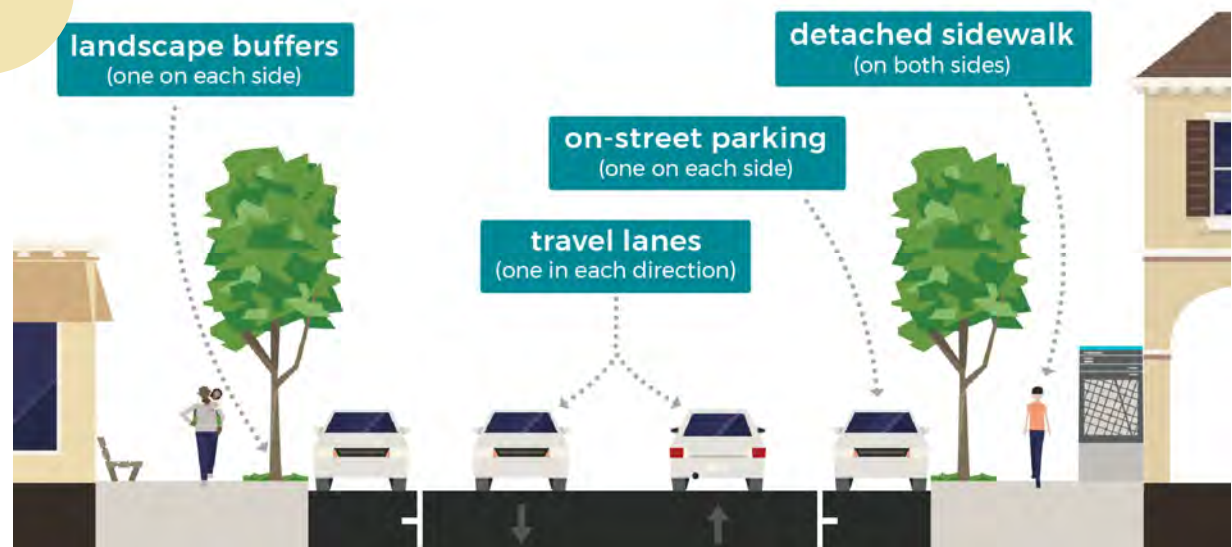 landscape buffers
(one on each side)
detached sidewalk
(on both sides)
on-street parking
(one on each side)
travel lanes
(one in each direction)